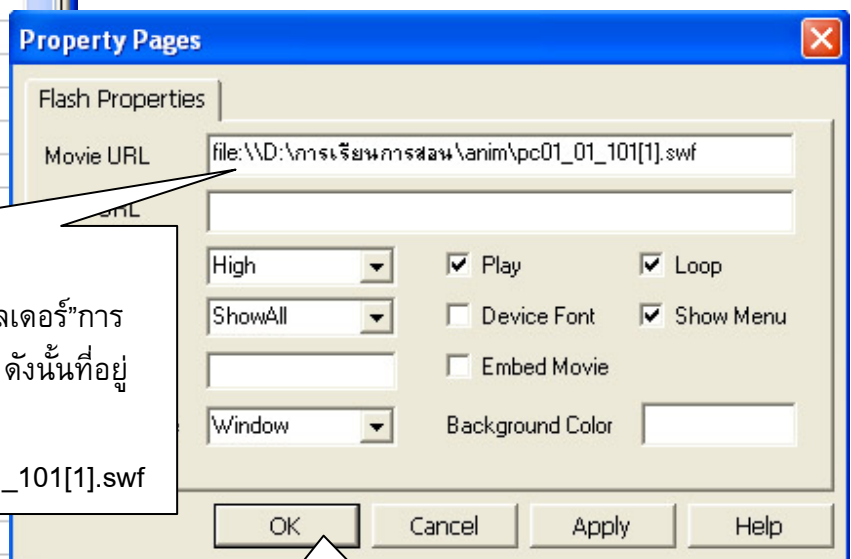 Property Pages
Flash Properties
Movie URL file:\\D:\การเรียนการสอน\anim\pc01_01_101[1].swf
High Play Loop
ShowAll Device Font Show Menu
Embed Movie
Window Background Color
OK Cancel Apply Help
ลเดอร์”การ
ดังนั้นที่อยู่
_101[1].swf